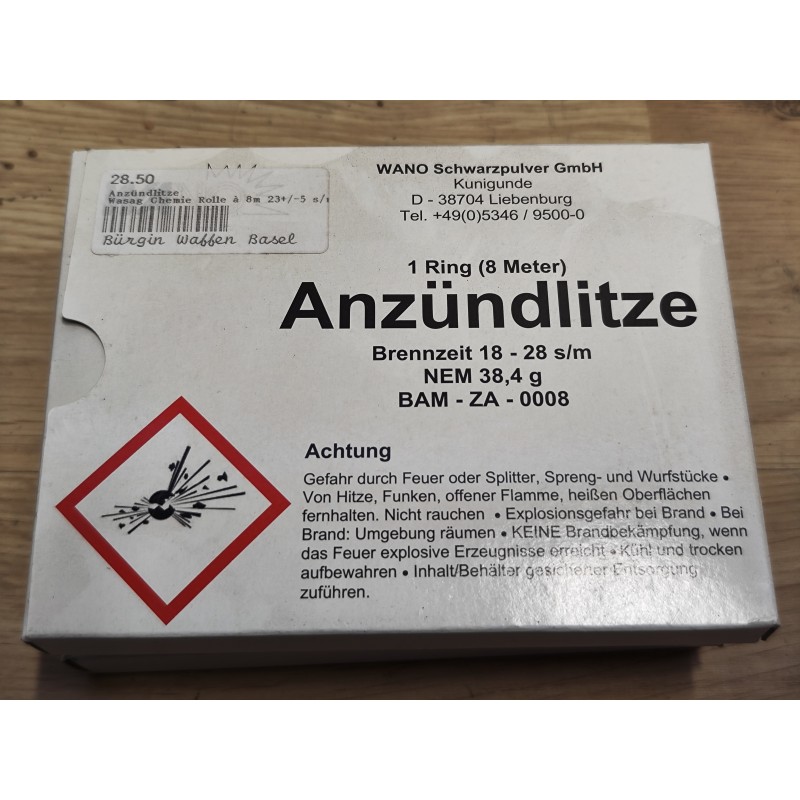 28.50
Anzündlitze
Wasag Chemie Rolle à 8m 23+/-5 s/
Bürgin Waffen Basel
WANO Schwarzpulver GmbH
Kunigunde
D - 38704 Liebenburg
Tel. +49(0)5346 / 9500-0
1 Ring (8 Meter)
Anzündlitze
Brennzeit 18 - 28 s/m
NEM 38,4 g
BAM - ZA - 0008
Achtung
Gefahr durch Feuer oder Splitter, Spreng- und Wurfstücke •
Von Hitze, Funken, offener Flamme, heißen Oberflächen
fernhalten. Nicht rauchen • Explosionsgefahr bei Brand • Bei
Brand: Umgebung räumen • KEINE Brandbekämpfung, wenn
das Feuer explosive Erzeugnisse erreicht • Kühl und trocken
aufbewahren • Inhalt/Behälter gesicherter Entsorgung
zuführen.